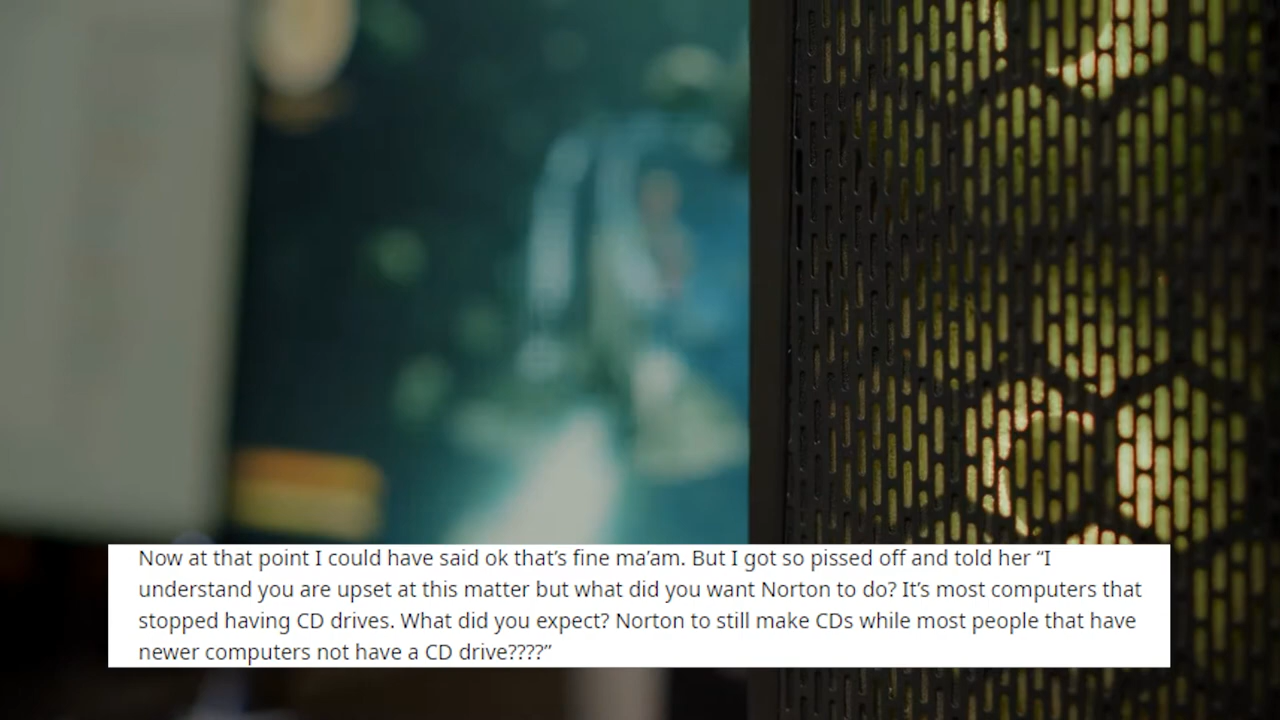 Now at that point I could have said ok that’s fine ma’am. But I got so pissed off and told her “I
understand you are upset at this matter but what did you want Norton to do? It’s most computers that
stopped having CD drives. What did you expect? Norton to still make CDs while most people that have
newer computers not have a CD drive????”